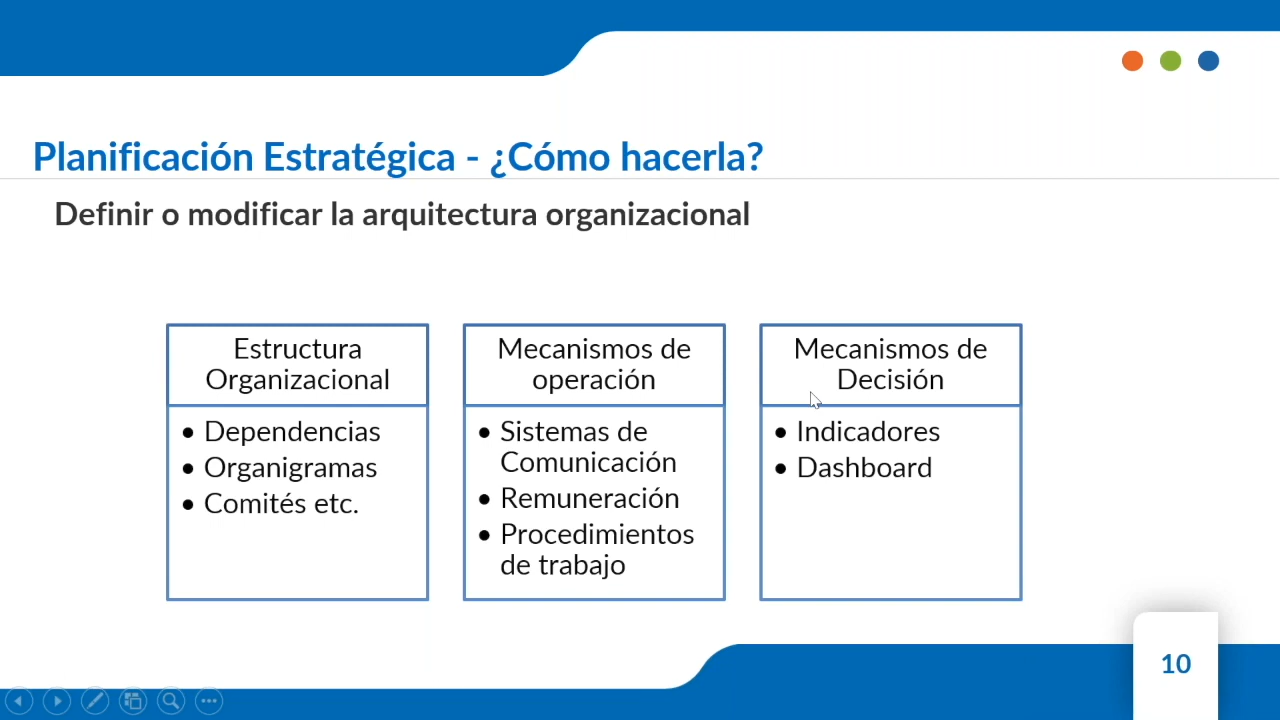 Planificación Estratégica - ¿Cómo hacerla?
Definir o modificar la arquitectura organizacional
Estructura
Organizacional
• Dependencias
• Organigramas
• Comités etc.
Mecanismos de
operación
• Sistemas de
Comunicación
• Remuneración
• Procedimientos
de trabajo
Mecanismos de
Decisión
• Indicadores
• Dashboard
10